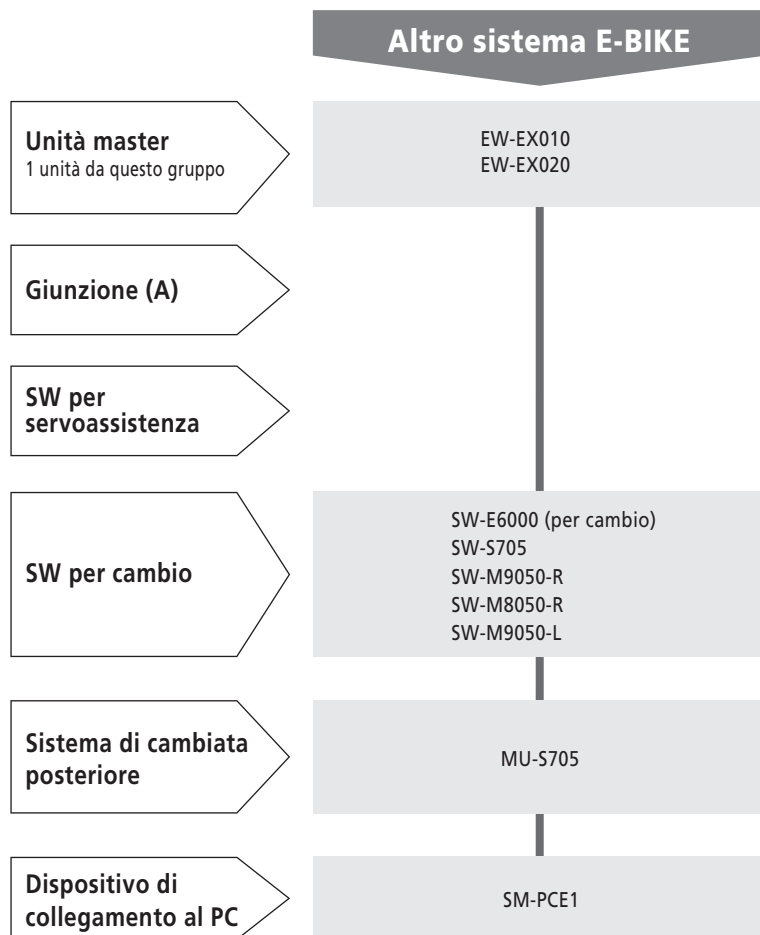 Altro sistema E-BIKE
Unità master
1 unità da questo gruppo
EW-EX010
EW-EX020
Giunzione (A)
SW per
servoassistenza
SW per cambio
SW-E6000 (per cambio)
SW-S705
SW-M9050-R
SW-M8050-R
SW-M9050-L
Sistema di cambiata
posteriore
MU-S705
Dispositivo di
collegamento al PC
SM-PCE1